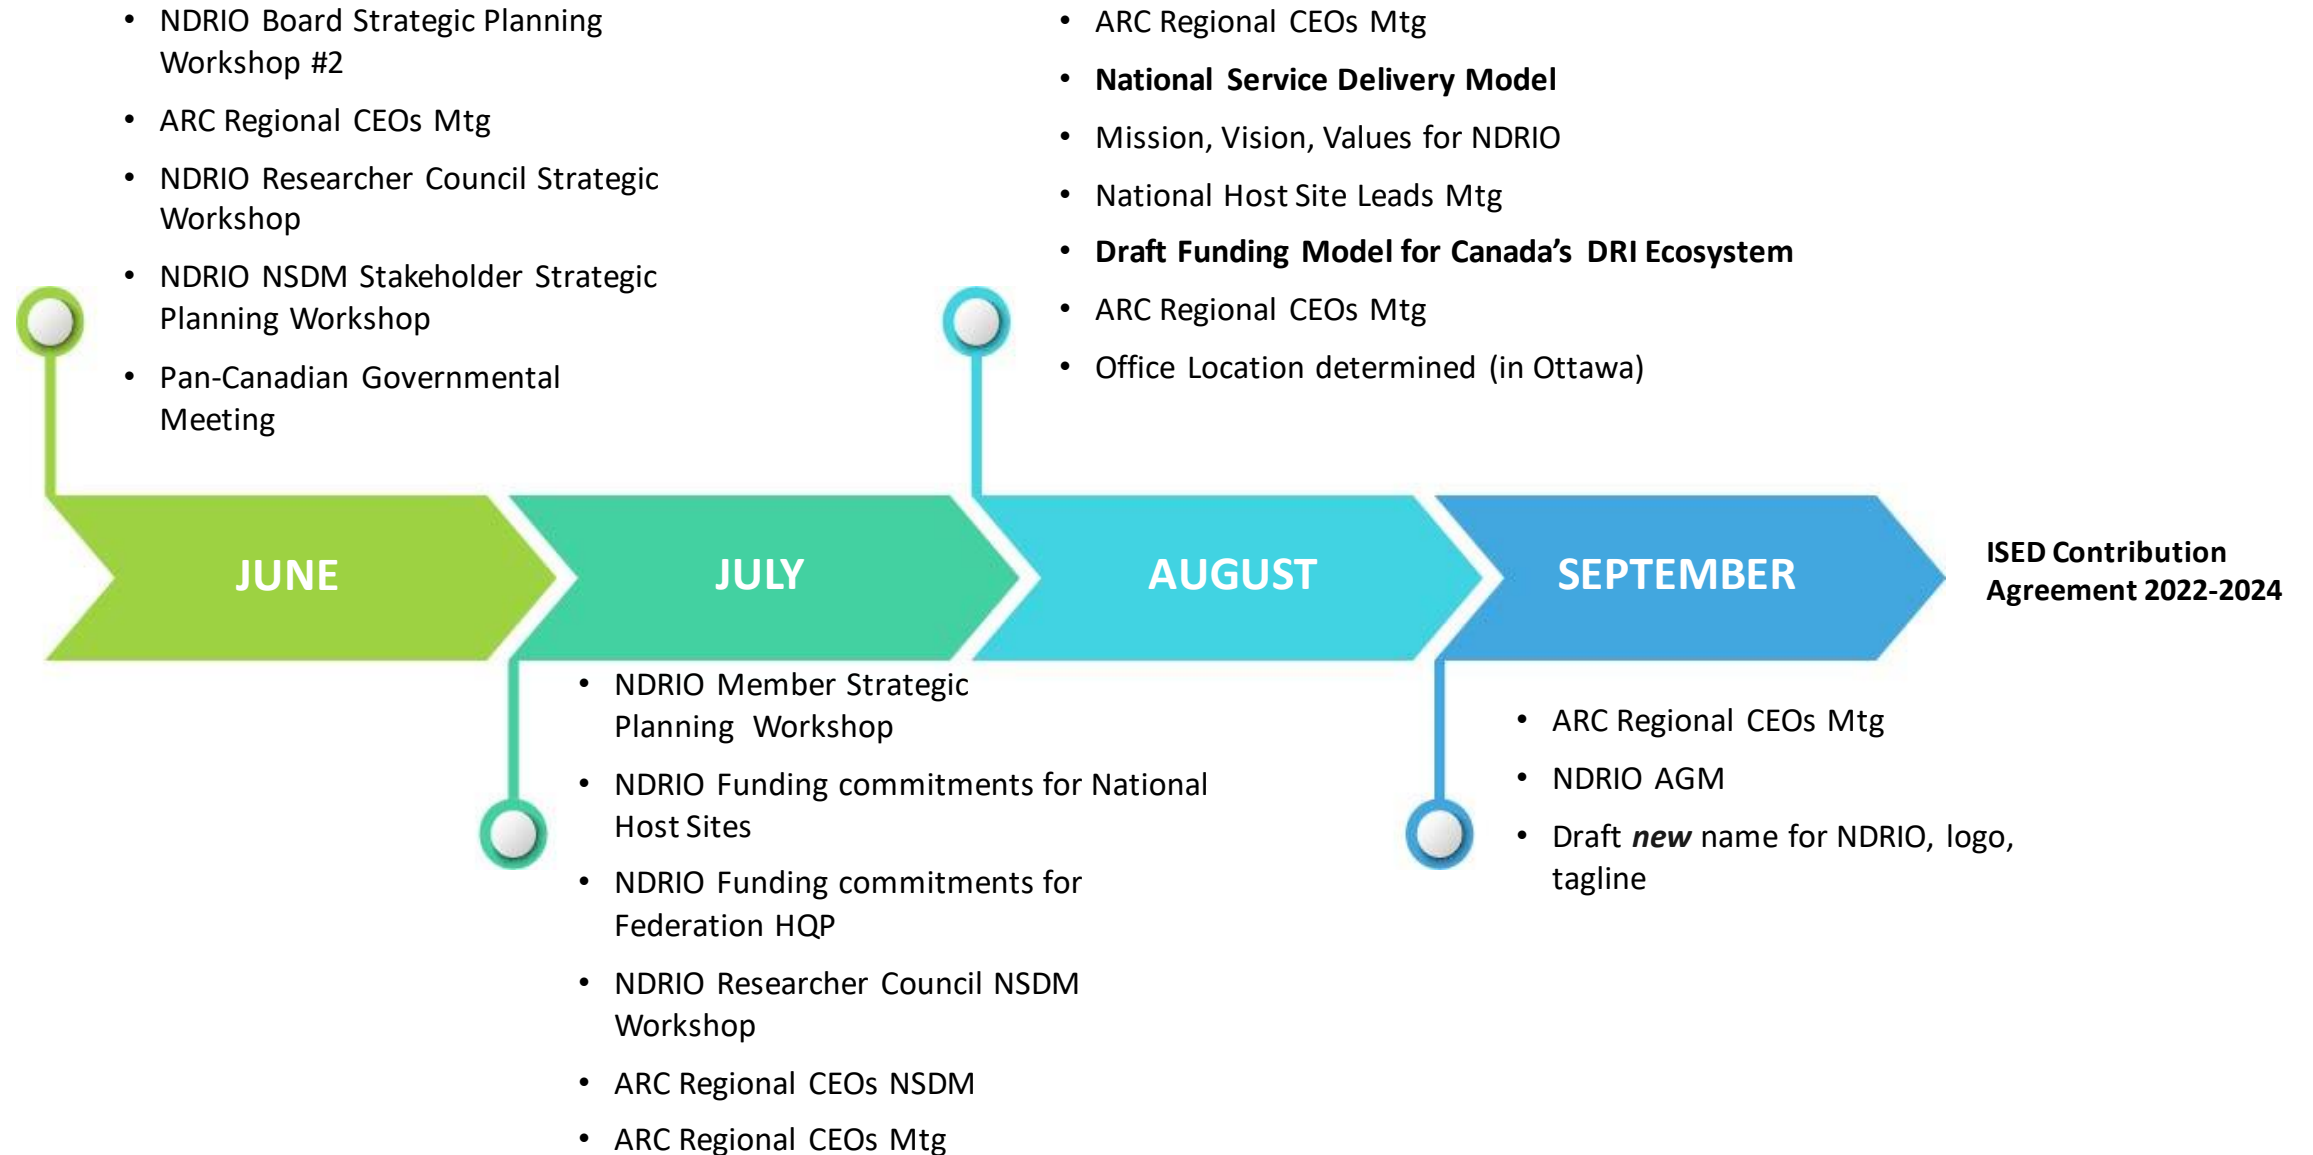 • NDRIO Board Strategic Planning
Workshop #2
• ARC Regional CEOs Mtg
• NDRIO Researcher Council Strategic
Workshop
• NDRIO NSDM Stakeholder Strategic
Planning Workshop
• Pan-Canadian Governmental
Meeting
• ARC Regional CEOs Mtg
• National Service Delivery Model
• Mission, Vision, Values for NDRIO
• National Host Site Leads Mtg
• Draft Funding Model for Canada’s DRI Ecosystem
• ARC Regional CEOs Mtg
• Office Location determined (in Ottawa)
JUNE
JULY
AUGUST
SEPTEMBER
ISED Contribution
Agreement 2022-2024
• NDRIO Member Strategic
Planning Workshop
• NDRIO Funding commitments for National
Host Sites
• NDRIO Funding commitments for
Federation HQP
• NDRIO Researcher Council NSDM
Workshop
• ARC Regional CEOs NSDM
• ARC Regional CEOs Mtg
• ARC Regional CEOs Mtg
• NDRIO AGM
• Draft new name for NDRIO, logo,
tagline